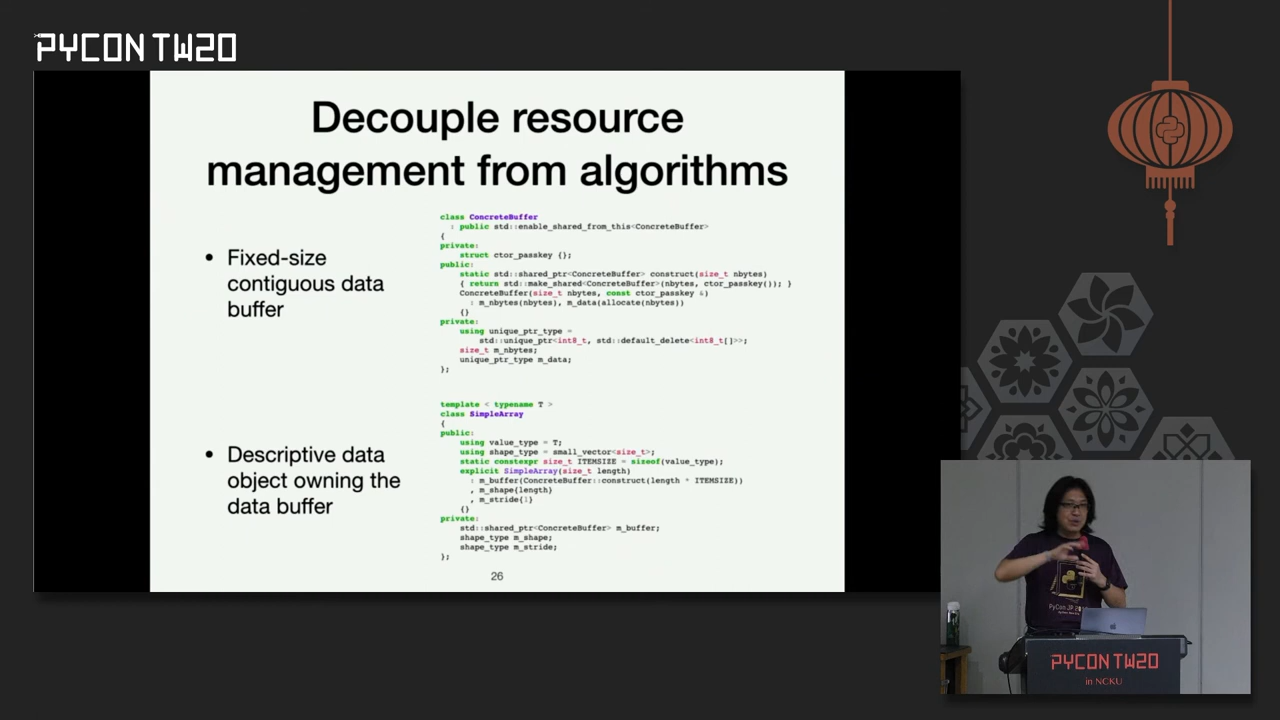 PYCON TW20
Decouple resource
management from algorithms
• Fixed-size
contiguous data
buffer
class ConcreteBuffer
: public std::enable_shared_from_this<ConcreteBuffer>
{
private:
struct ctor_passkey {};
public:
static std::shared_ptr<ConcreteBuffer> construct(size_t nbytes)
{ return std::make_shared<ConcreteBuffer>(nbytes, ctor_passkey()); }
ConcreteBuffer(size_t nbytes, const ctor_passkey &)
: m_nbytes(nbytes), m_data(allocate(nbytes))
{}
private:
using unique_ptr_type =
std::unique_ptr<int8_t, std::default_delete<int8_t[]>>;
size_t m_nbytes;
unique_ptr_type m_data;
};
• Descriptive data
object owning the
data buffer
template < typename T >
class SimpleArray
{
public:
using value_type = T;
using shape_type = small_vector<size_t>;
static constexpr size_t ITEMSIZE = sizeof(value_type);
explicit SimpleArray(size_t length)
: m_buffer(ConcreteBuffer::construct(length * ITEMSIZE))
, m_shape{length}
, m_stride{1}
{}
private:
std::shared_ptr<ConcreteBuffer> m_buffer;
shape_type m_shape;
shape_type m_stride;
};
26
PYCON TW20
in NCKU